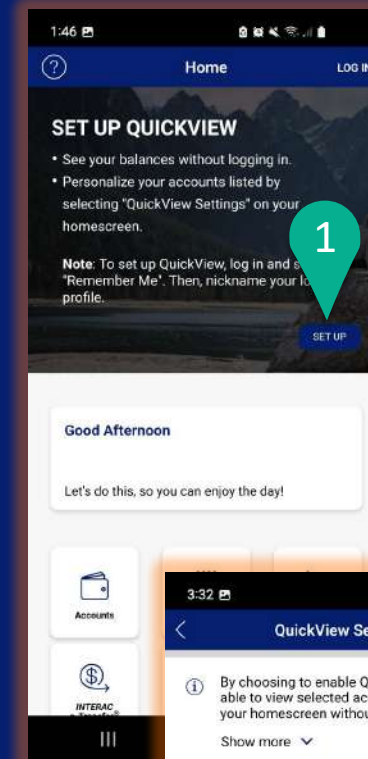 1:46
Home
LOG IN
SET UP QUICKVIEW
• See your balances without logging in.
• Personalize your accounts listed by
selecting "QuickView Settings" on your
homescreen.
1
Note: To set up QuickView, log in and s
"Remember Me". Then, nickname your lo
profile.
SET UP
Good Afternoon
Let's do this, so you can enjoy the day!
Accounts
INTERAC
3:32
QuickView Se
By choosing to enable Q
able to view selected ac
your homescreen withou
Show more